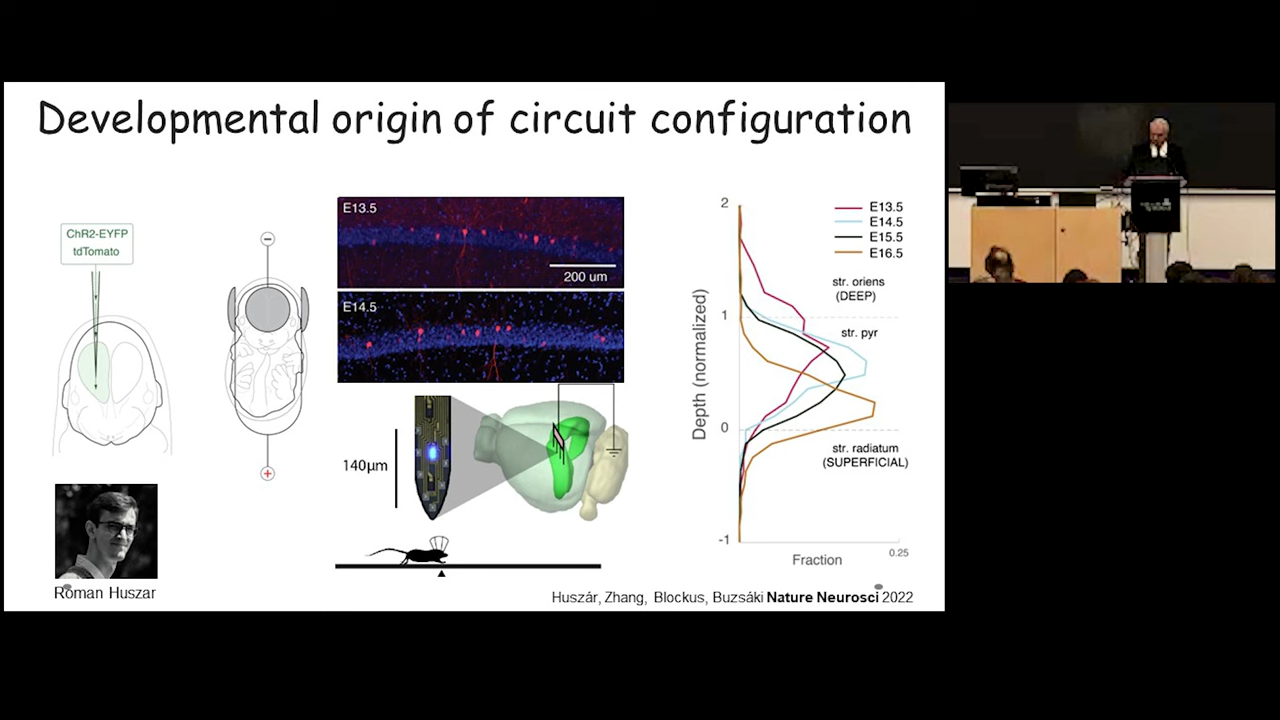 Developmental origin of circuit configuration
ChR2-EYFP
tdTomato
−
+
Roman Huszar
E13.5
200 um
E14.5
140μm
2
1
0
-1
Depth (normalized)
E13.5
E14.5
E15.5
E16.5
str. oriens
(DEEP)
str. pyr
str. radiatum
(SUPERFICIAL)
Fraction
0.25
Huszár, Zhang, Blockus, Buzsáki Nature Neurosci 2022